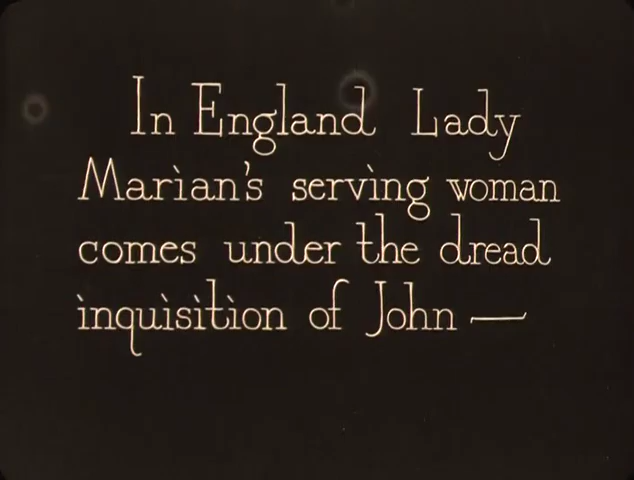 In England Lady
Marian's serving woman
comes under the dread
inquisition of John —